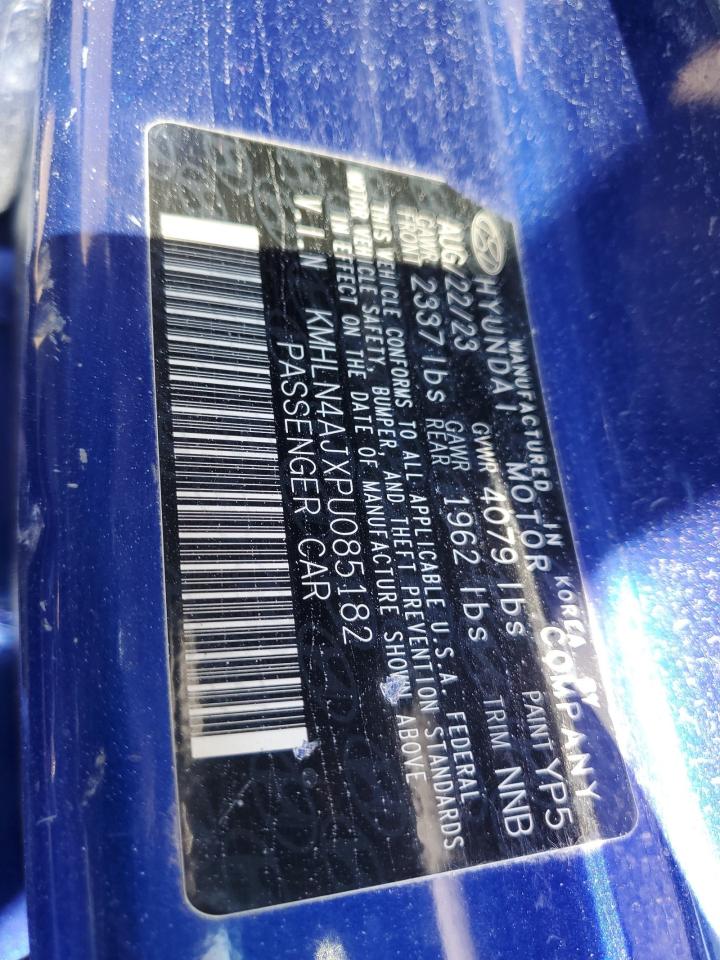 MANUFACTURED IN KOREA BY
HYUNDAI MOTOR COMPANY
AUG/22/23 GVWR 4079 lbs PAINT YP5
GAWR FRONT 2337 lbs GAWR REAR 1962 lbs TRIM NNB
THIS VEHICLE CONFORMS TO ALL APPLICABLE U.S.A. FEDERAL
MOTOR VEHICLE SAFETY, BUMPER, AND THEFT PREVENTION STANDARDS
IN EFFECT ON THE DATE OF MANUFACTURE SHOWN ABOVE
V.I.N KMHLN4AJXPU085182
PASSENGER CAR